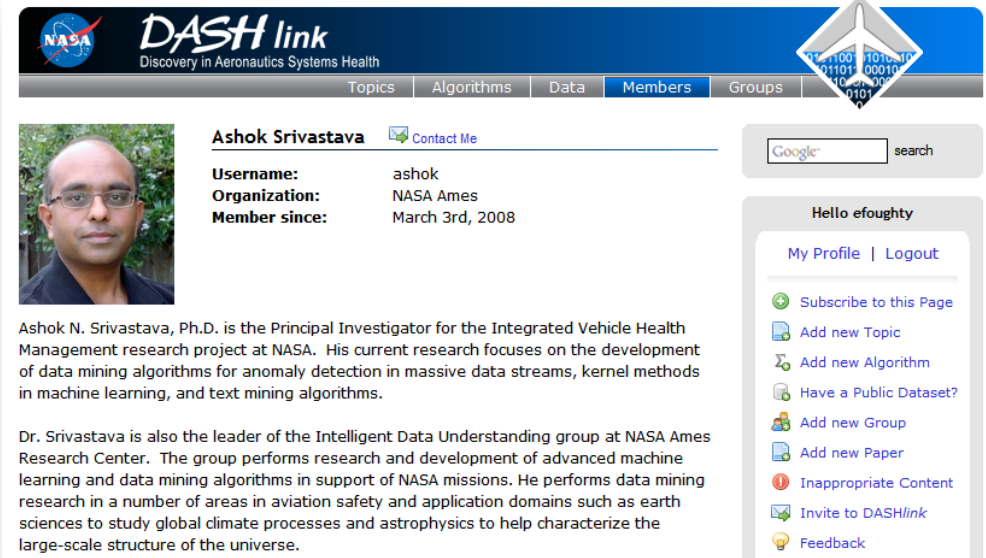 NASA
DASHlink
Discovery in Aeronautics Systems Health
Topics
Algorithms
Data
Members
Groups
Ashok Srivastava
Contact Me
Username: ashok
Organization: NASA Ames
Member since: March 3rd, 2008
Ashok N. Srivastava, Ph.D. is the Principal Investigator for the Integrated Vehicle Health
Management research project at NASA. His current research focuses on the development
of data mining algorithms for anomaly detection in massive data streams, kernel methods
in machine learning, and text mining algorithms.
Dr. Srivastava is also the leader of the Intelligent Data Understanding group at NASA Ames
Research Center. The group performs research and development of advanced machine
learning and data mining algorithms in support of NASA missions. He performs data mining
research in a number of areas in aviation safety and application domains such as earth
sciences to study global climate processes and astrophysics to help characterize the
large-scale structure of the universe.
Google search
Hello efoughty
My Profile | Logout
Subscribe to this Page
Add new Topic
Add new Algorithm
Have a Public Dataset?
Add new Group
Add new Paper
Inappropriate Content
Invite to DASHlink
Feedback